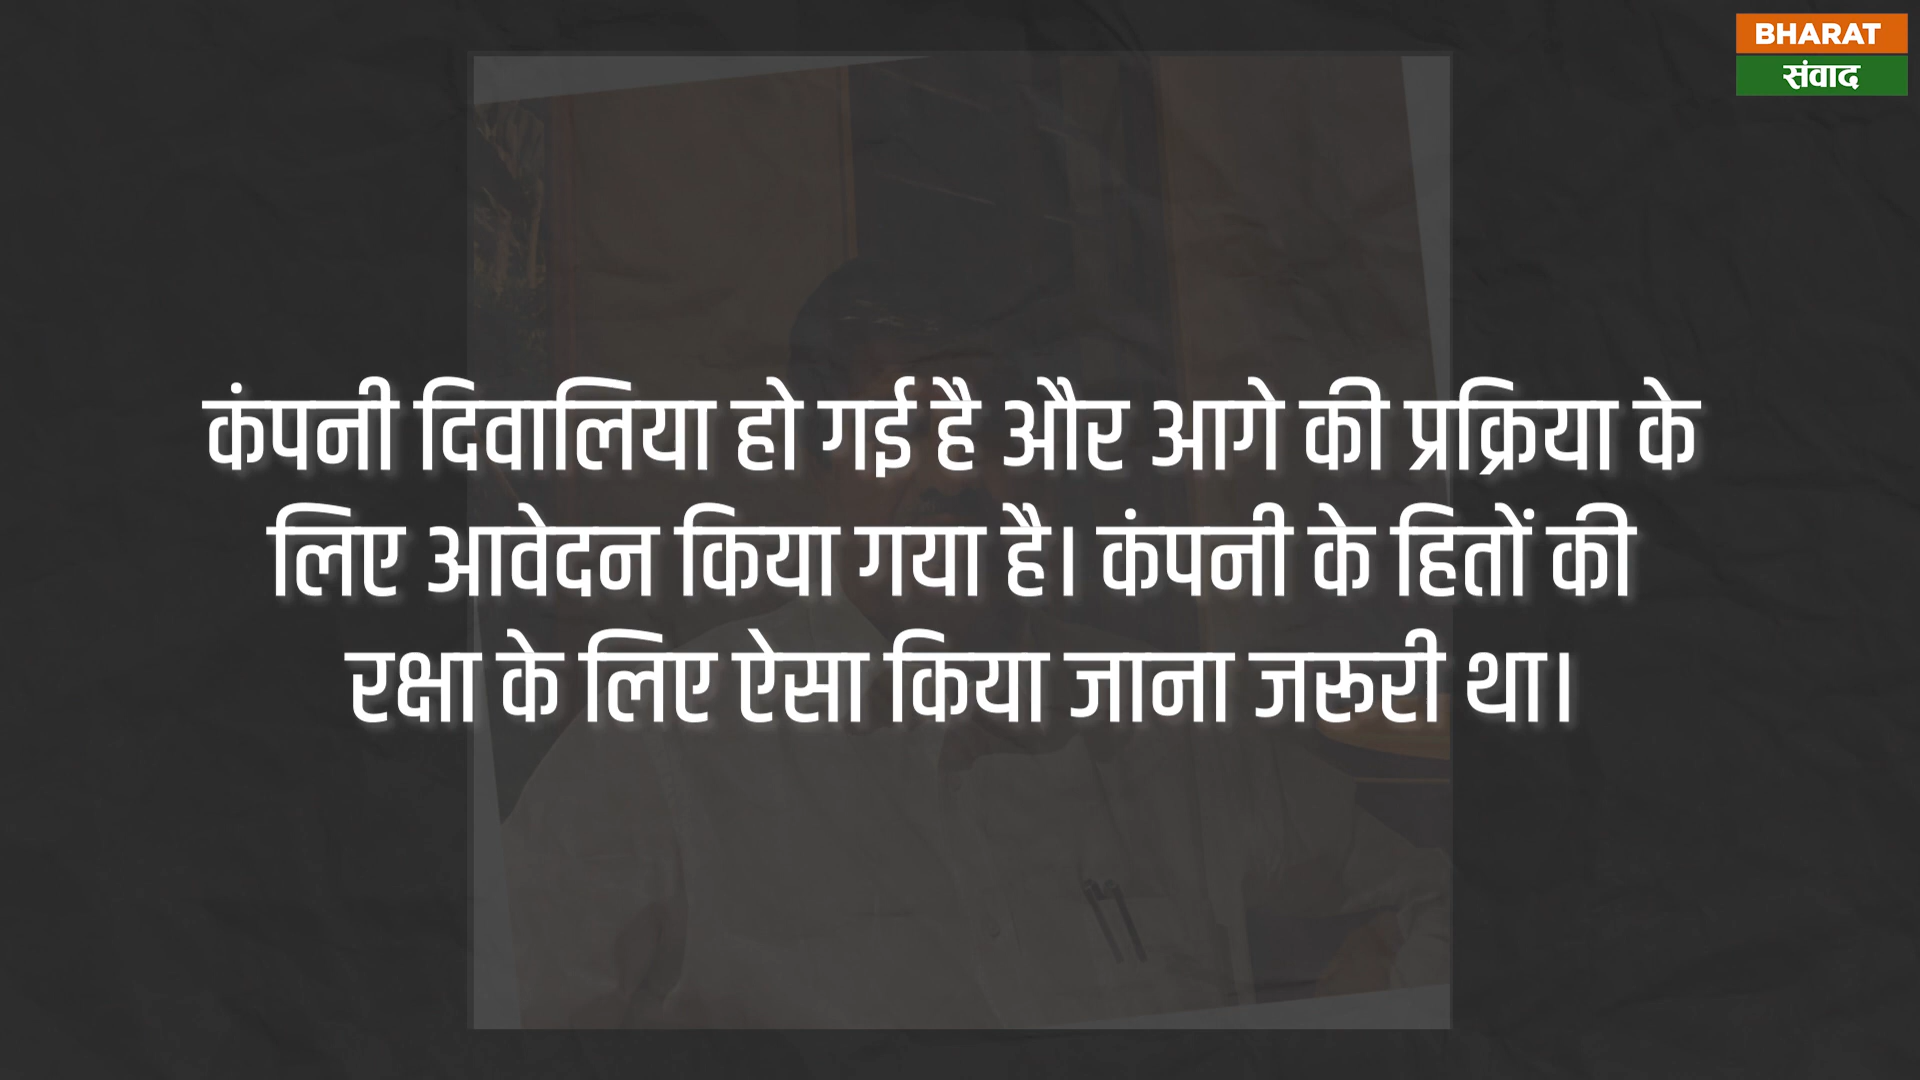 BHARAT
संवाद
कंपनी दिवालिया हो गई है और आगे की प्रक्रिया के
लिए आवेदन किया गया है। कंपनी के हितों की
रक्षा के लिए ऐसा किया जाना जरूरी था।